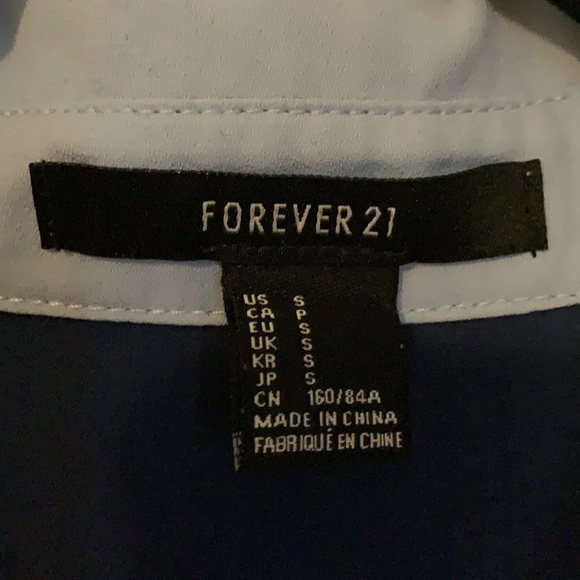 FOREVER 21
US S
CA P
EU S
UK S
KR S
JP S
CN 160/84A
MADE IN CHINA
FABRIQUÉ EN CHINE